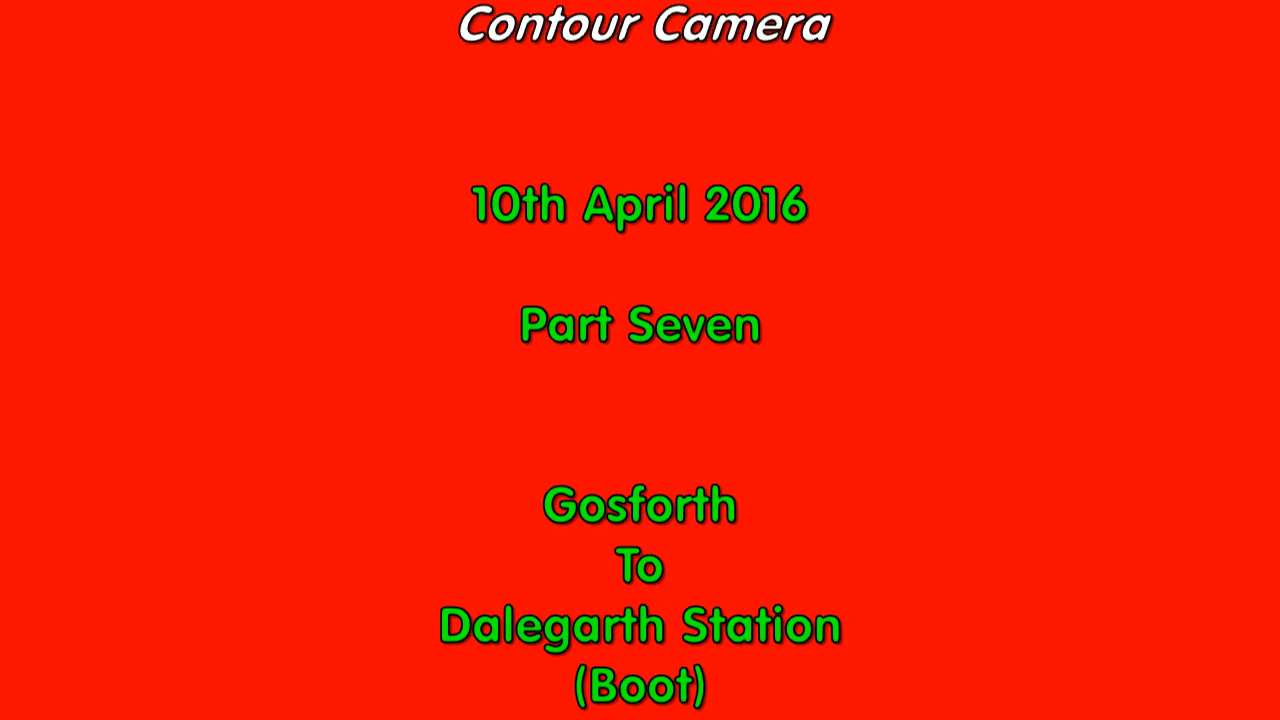 Contour Camera
10th April 2016
Part Seven
Gosforth
To
Dalegarth Station
(Boot)